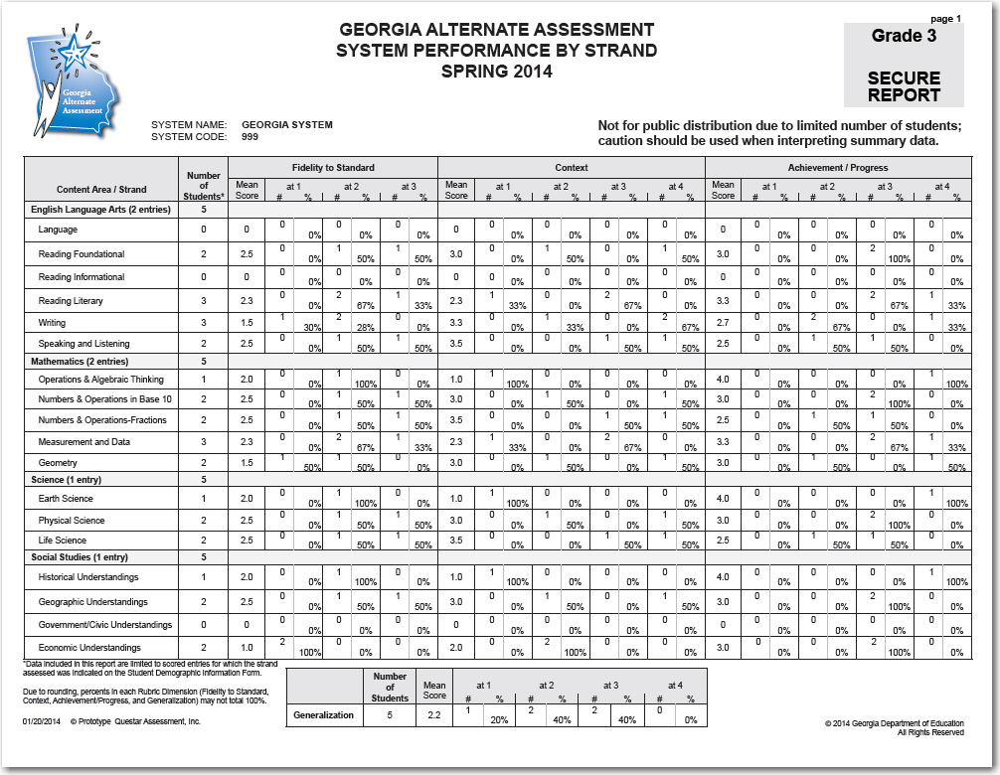 page 1
GEORGIA ALTERNATE ASSESSMENT
SYSTEM PERFORMANCE BY STRAND
SPRING 2014
Grade 3
SECURE
REPORT
Georgia
Alternate
Assessment
SYSTEM NAME: GEORGIA SYSTEM
SYSTEM CODE: 999
Not for public distribution due to limited number of students;
caution should be used when interpreting summary data.
Content Area / Strand Number of Students* Fidelity to Standard Context Achievement / Progress
Mean Score at 1 at 2 at 3 Mean Score at 1 at 2 at 3 at 4 Mean Score at 1 at 2 at 3 at 4
# % # % # % # % # % # % # % # % # % # % # %
English Language Arts (2 entries) 5
Language 0 0 0 0% 0 0% 0 0% 0 0 0% 0 0% 0 0% 0 0% 0 0 0% 0 0% 0 0% 0 0%
Reading Foundational 2 2.5 0 0% 1 50% 1 50% 3.0 0 0% 1 50% 0 0% 1 50% 3.0 0 0% 0 0% 2 100% 0 0%
Reading Informational 0 0 0 0% 0 0% 0 0% 0 0 0% 0 0% 0 0% 0 0% 0 0 0% 0 0% 0 0% 0 0%
Reading Literary 3 2.3 0 0% 2 67% 1 33% 2.3 1 33% 0 0% 2 67% 0 0% 3.3 0 0% 0 0% 2 67% 1 33%
Writing 3 1.5 1 30% 2 28% 0 0% 3.3 0 0% 1 33% 0 0% 2 67% 2.7 0 0% 2 67% 0 0% 1 33%
Speaking and Listening 2 2.5 0 0% 1 50% 1 50% 3.5 0 0% 0 0% 1 50% 1 50% 2.5 0 0% 1 50% 1 50% 0 0%
Mathematics (2 entries) 5
Operations & Algebraic Thinking 1 2.0 0 0% 1 100% 0 0% 1.0 1 100% 0 0% 0 0% 0 0% 4.0 0 0% 0 0% 0 0% 1 100%
Numbers & Operations in Base 10 2 2.5 0 0% 1 50% 1 50% 3.0 0 0% 1 50% 0 0% 1 50% 3.0 0 0% 0 0% 2 100% 0 0%
Numbers & Operations-Fractions 2 2.5 0 0% 1 50% 1 50% 3.5 0 0% 0 0% 1 50% 1 50% 2.5 0 0% 1 50% 1 50% 0 0%
Measurement and Data 3 2.3 0 0% 2 67% 1 33% 2.3 1 33% 0 0% 2 67% 0 0% 3.3 0 0% 0 0% 2 67% 1 33%
Geometry 2 1.5 1 50% 1 50% 0 0% 3.0 0 0% 1 50% 0 0% 1 50% 3.0 0 0% 1 50% 0 0% 1 50%
Science (1 entry) 5
Earth Science 1 2.0 0 0% 1 100% 0 0% 1.0 1 100% 0 0% 0 0% 0 0% 4.0 0 0% 0 0% 0 0% 1 100%
Physical Science 2 2.5 0 0% 1 50% 1 50% 3.0 0 0% 1 50% 0 0% 1 50% 3.0 0 0% 0 0% 2 100% 0 0%
Life Science 2 2.5 0 0% 1 50% 1 50% 3.5 0 0% 0 0% 1 50% 1 50% 2.5 0 0% 1 50% 1 50% 0 0%
Social Studies (1 entry) 5
Historical Understandings 1 2.0 0 0% 1 100% 0 0% 1.0 1 100% 0 0% 0 0% 0 0% 4.0 0 0% 0 0% 0 0% 1 100%
Geographic Understandings 2 2.5 0 0% 1 50% 1 50% 3.0 0 0% 1 50% 0 0% 1 50% 3.0 0 0% 0 0% 2 100% 0 0%
Government/Civic Understandings 0 0 0 0% 0 0% 0 0% 0 0 0% 0 0% 0 0% 0 0% 0 0 0% 0 0% 0 0% 0 0%
Economic Understandings 2 1.0 2 100% 0 0% 0 0% 2.0 0 0% 2 100% 0 0% 0 0% 3.0 0 0% 0 0% 2 100% 0 0%
*Data included in this report are limited to scored entries for which the strand
assessed was indicated on the Student Demographic Information Form.
Due to rounding, percents in each Rubric Dimension (Fidelity to Standard,
Context, Achievement/Progress, and Generalization) may not total 100%.
01/20/2014 © Prototype Questar Assessment, Inc.
Number of Students Mean Score at 1 at 2 at 3 at 4
# % # % # % # %
Generalization 5 2.2 1 20% 2 40% 2 40% 0 0%
© 2014 Georgia Department of Education
All Rights Reserved